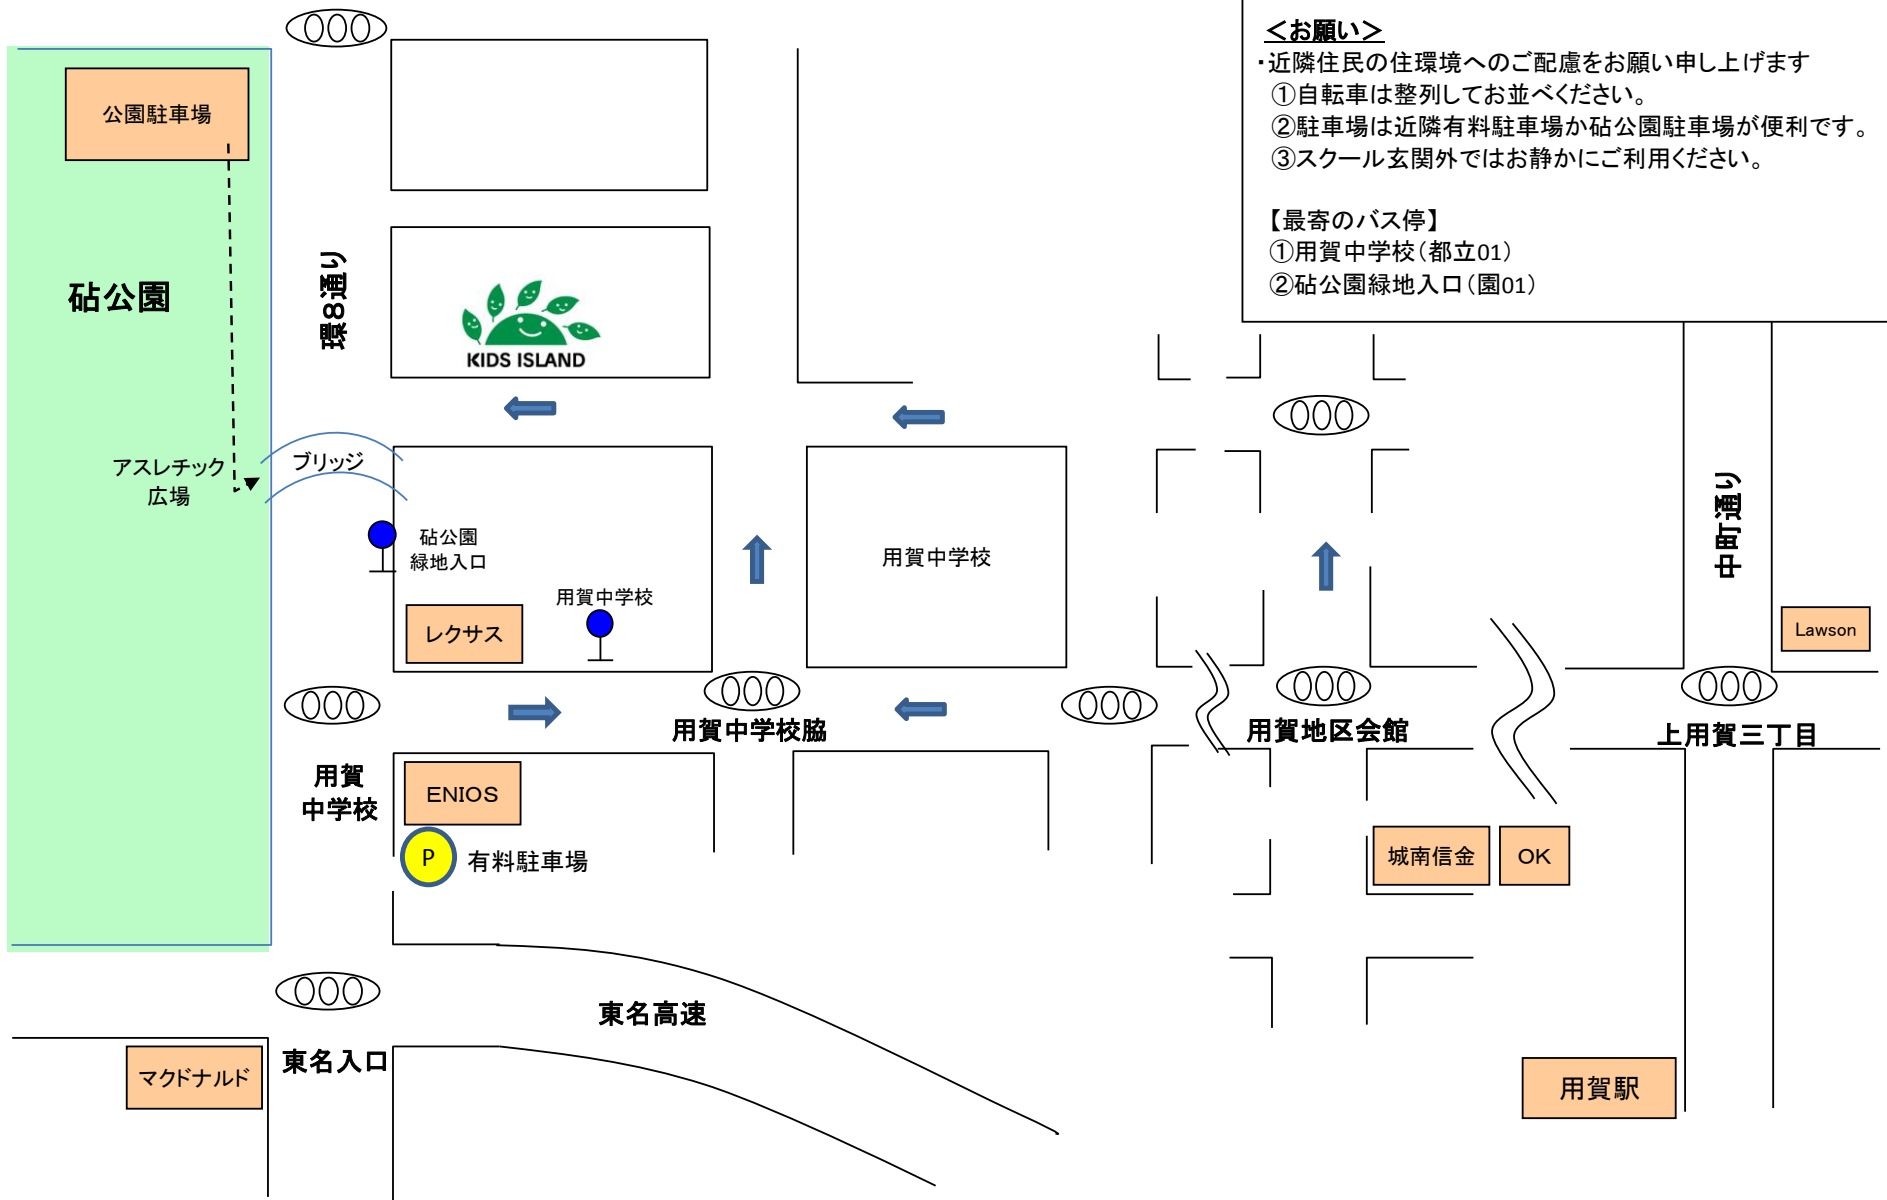 ＜お願い＞
・近隣住民の住環境へのご配慮をお願い申し上げます
①自転車は整列してお並べください。
②駐車場は近隣有料駐車場か砧公園駐車場が便利です。
③スクール玄関外ではお静かにご利用ください。
【最寄のバス停】
①用賀中学校（都立01）
②砧公園緑地入口（園01）
公園駐車場
砧公園
環8通り
KIDS ISLAND
アスレチック
広場
ブリッジ
砧公園
緑地入口
用賀中学校
レクサス
用賀中学校
中町通り
Lawson
用賀中学校脇
用賀地区会館
上用賀三丁目
用賀
中学校
ENIOS
P
有料駐車場
城南信金
OK
東名高速
東名入口
マクドナルド
用賀駅